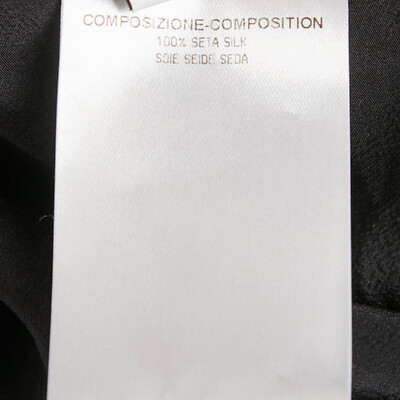 COMPOSIZIONE-COMPOSITION
100% SETA SILK
SOIE SEIDE SEDA